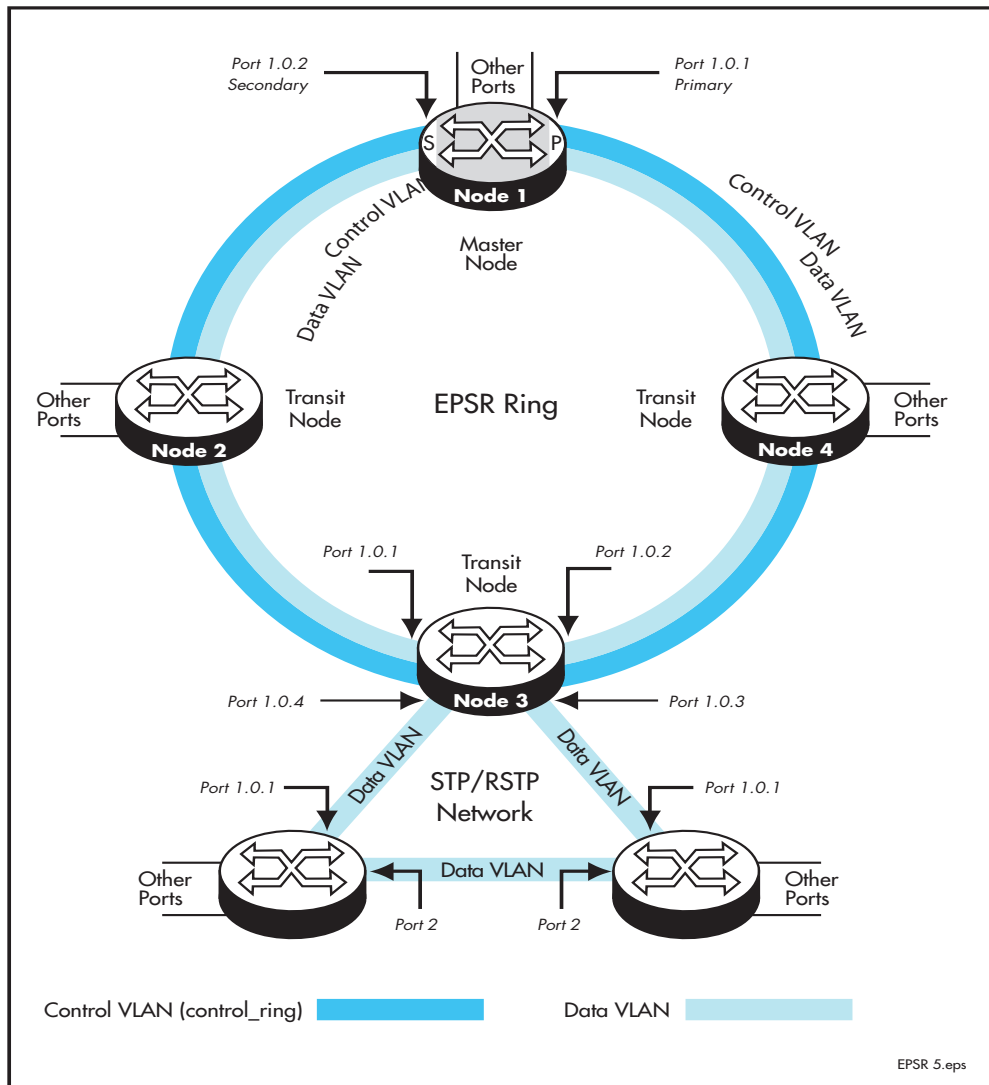 Port 1.0.2
Secondary
Other
Ports
Port 1.0.1
Primary
S
P
Node 1
Control VLAN
Data VLAN
Master
Node
Control VLAN
Data VLAN
Other
Ports
Node 2
Transit
Node
EPSR Ring
Transit
Node
Node 4
Other
Ports
Port 1.0.1
Transit
Node
Port 1.0.2
Node 3
Port 1.0.4
Port 1.0.3
Data VLAN
Data VLAN
STP/RSTP
Network
Port 1.0.1
Port 1.0.1
Other
Ports
Data VLAN
Other
Ports
Port 2
Port 2
Control VLAN (control_ring)
Data VLAN
EPSR 5.eps